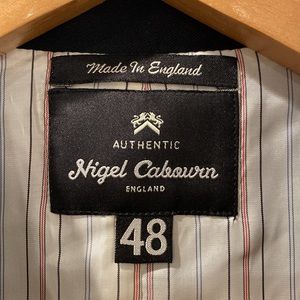 Made In England
AUTHENTIC
Nigel Cabourn
ENGLAND
48